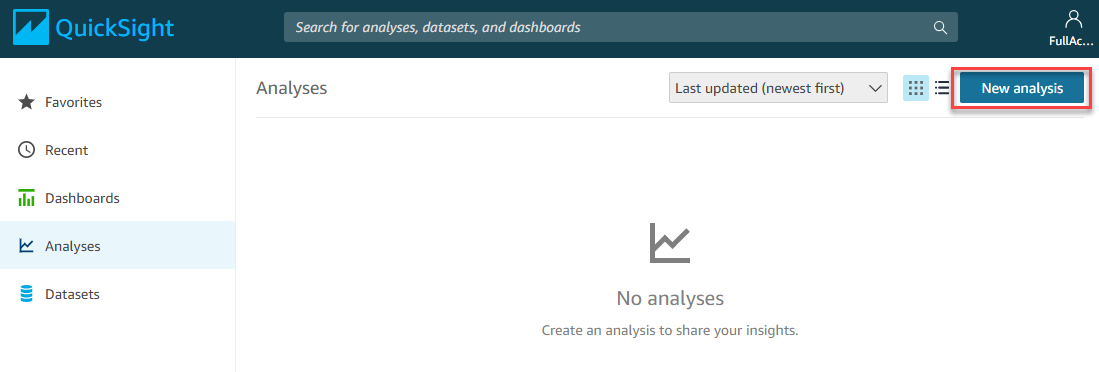 QuickSight
Search for analyses, datasets, and dashboards
FullAc...
Favorites
Recent
Dashboards
Analyses
Datasets
Analyses
Last updated (newest first)
New analysis
No analyses
Create an analysis to share your insights.